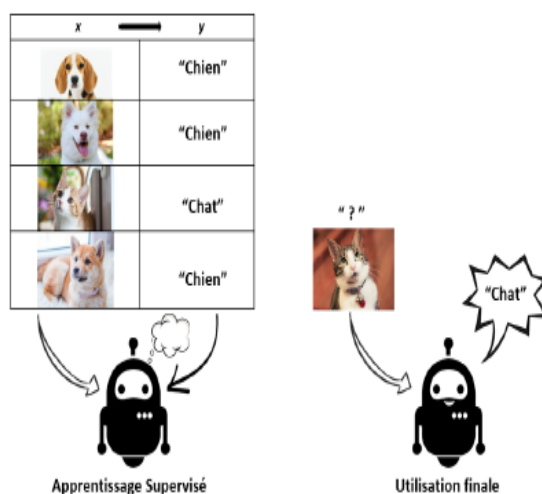 x y
“Chien”
“Chien”
“Chat”
“Chien”
“ ? ”
“Chat”
Apprentissage Supervisé
Utilisation finale